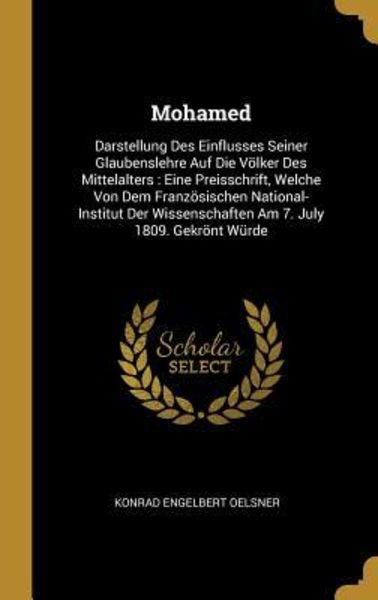 Mohamed
Darstellung Des Einflusses Seiner
Glaubenslehre Auf Die Völker Des
Mittelalters : Eine Preisschrift, Welche
Von Dem Französischen National-
Institut Der Wissenschaften Am 7. July
1809. Gekrönt Würde
Scholar
SELECT
KONRAD ENGELBERT OELSNER